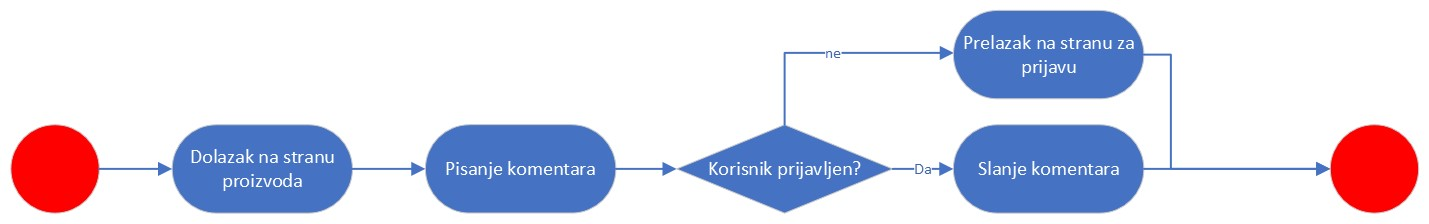 Dolazak na stranu
proizvoda
Pisanje komentara
Korisnik prijavljen?
ne
Prelazak na stranu za
prijavu
Da
Slanje komentara